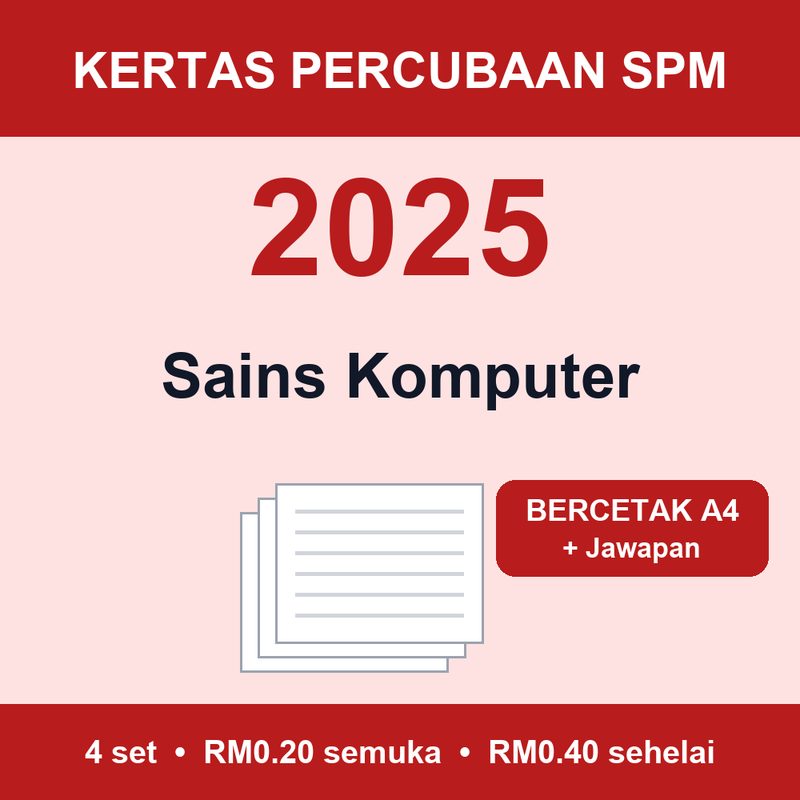 KERTAS PERCUBAAN SPM
2025
Sains Komputer
BERCETAK A4
+ Jawapan
4 set • RM0.20 semuka • RM0.40 sehelai